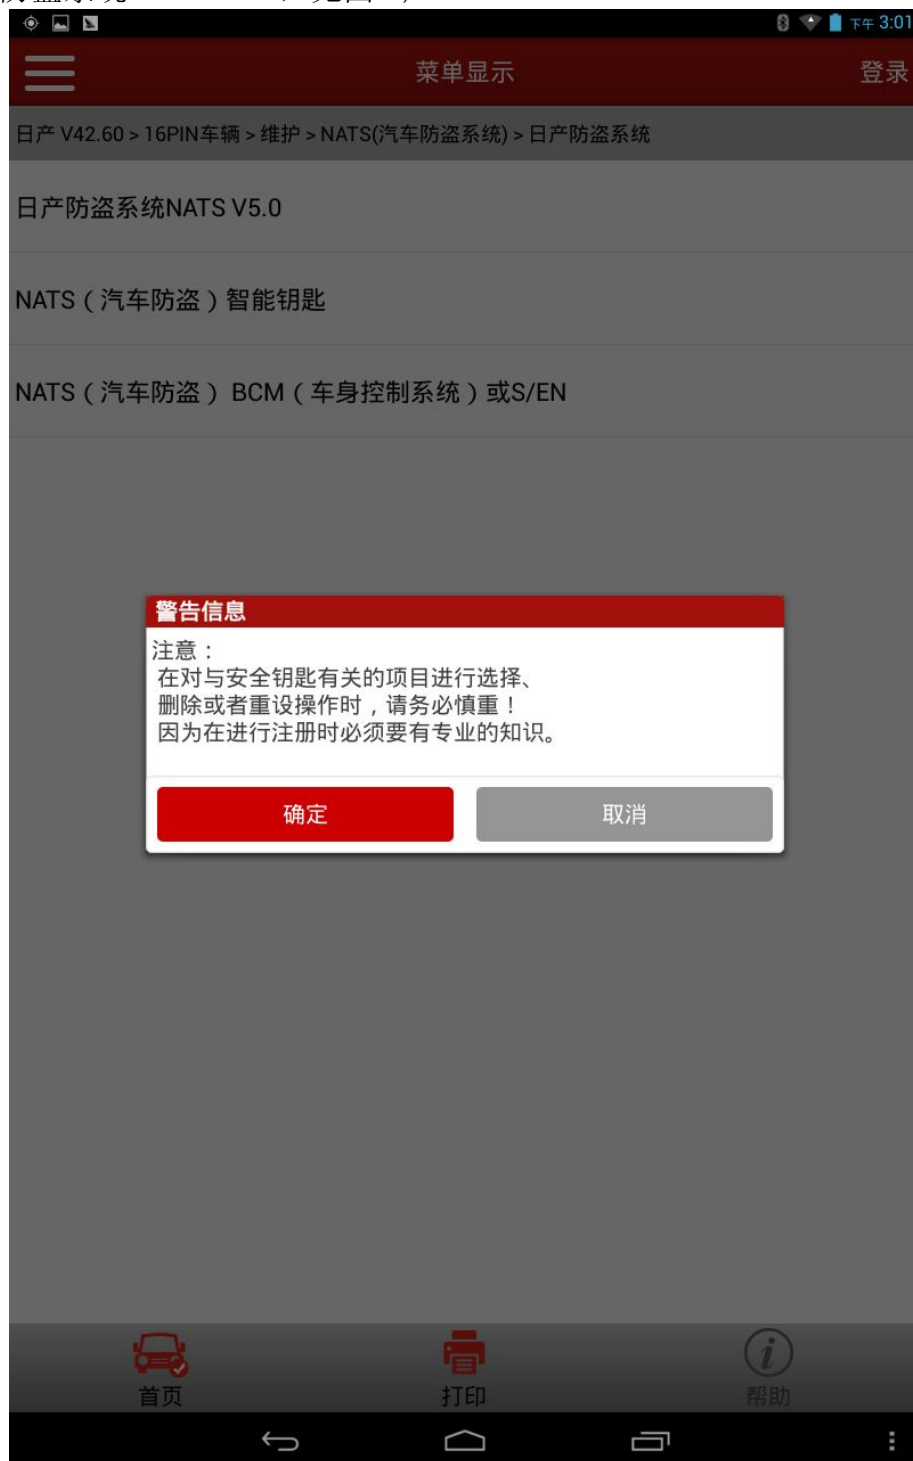 下午 3:01
菜单显示
登录
日产 V42.60 > 16PIN车辆 > 维护 > NATS(汽车防盗系统) > 日产防盗系统
日产防盗系统NATS V5.0
NATS（汽车防盗）智能钥匙
NATS（汽车防盗） BCM（车身控制系统）或S/EN
警告信息
注意：
在对与安全钥匙有关的项目进行选择、
删除或者重设操作时，请务必慎重！
因为在进行注册时必须要有专业的知识。
确定 取消
首页 打印 帮助